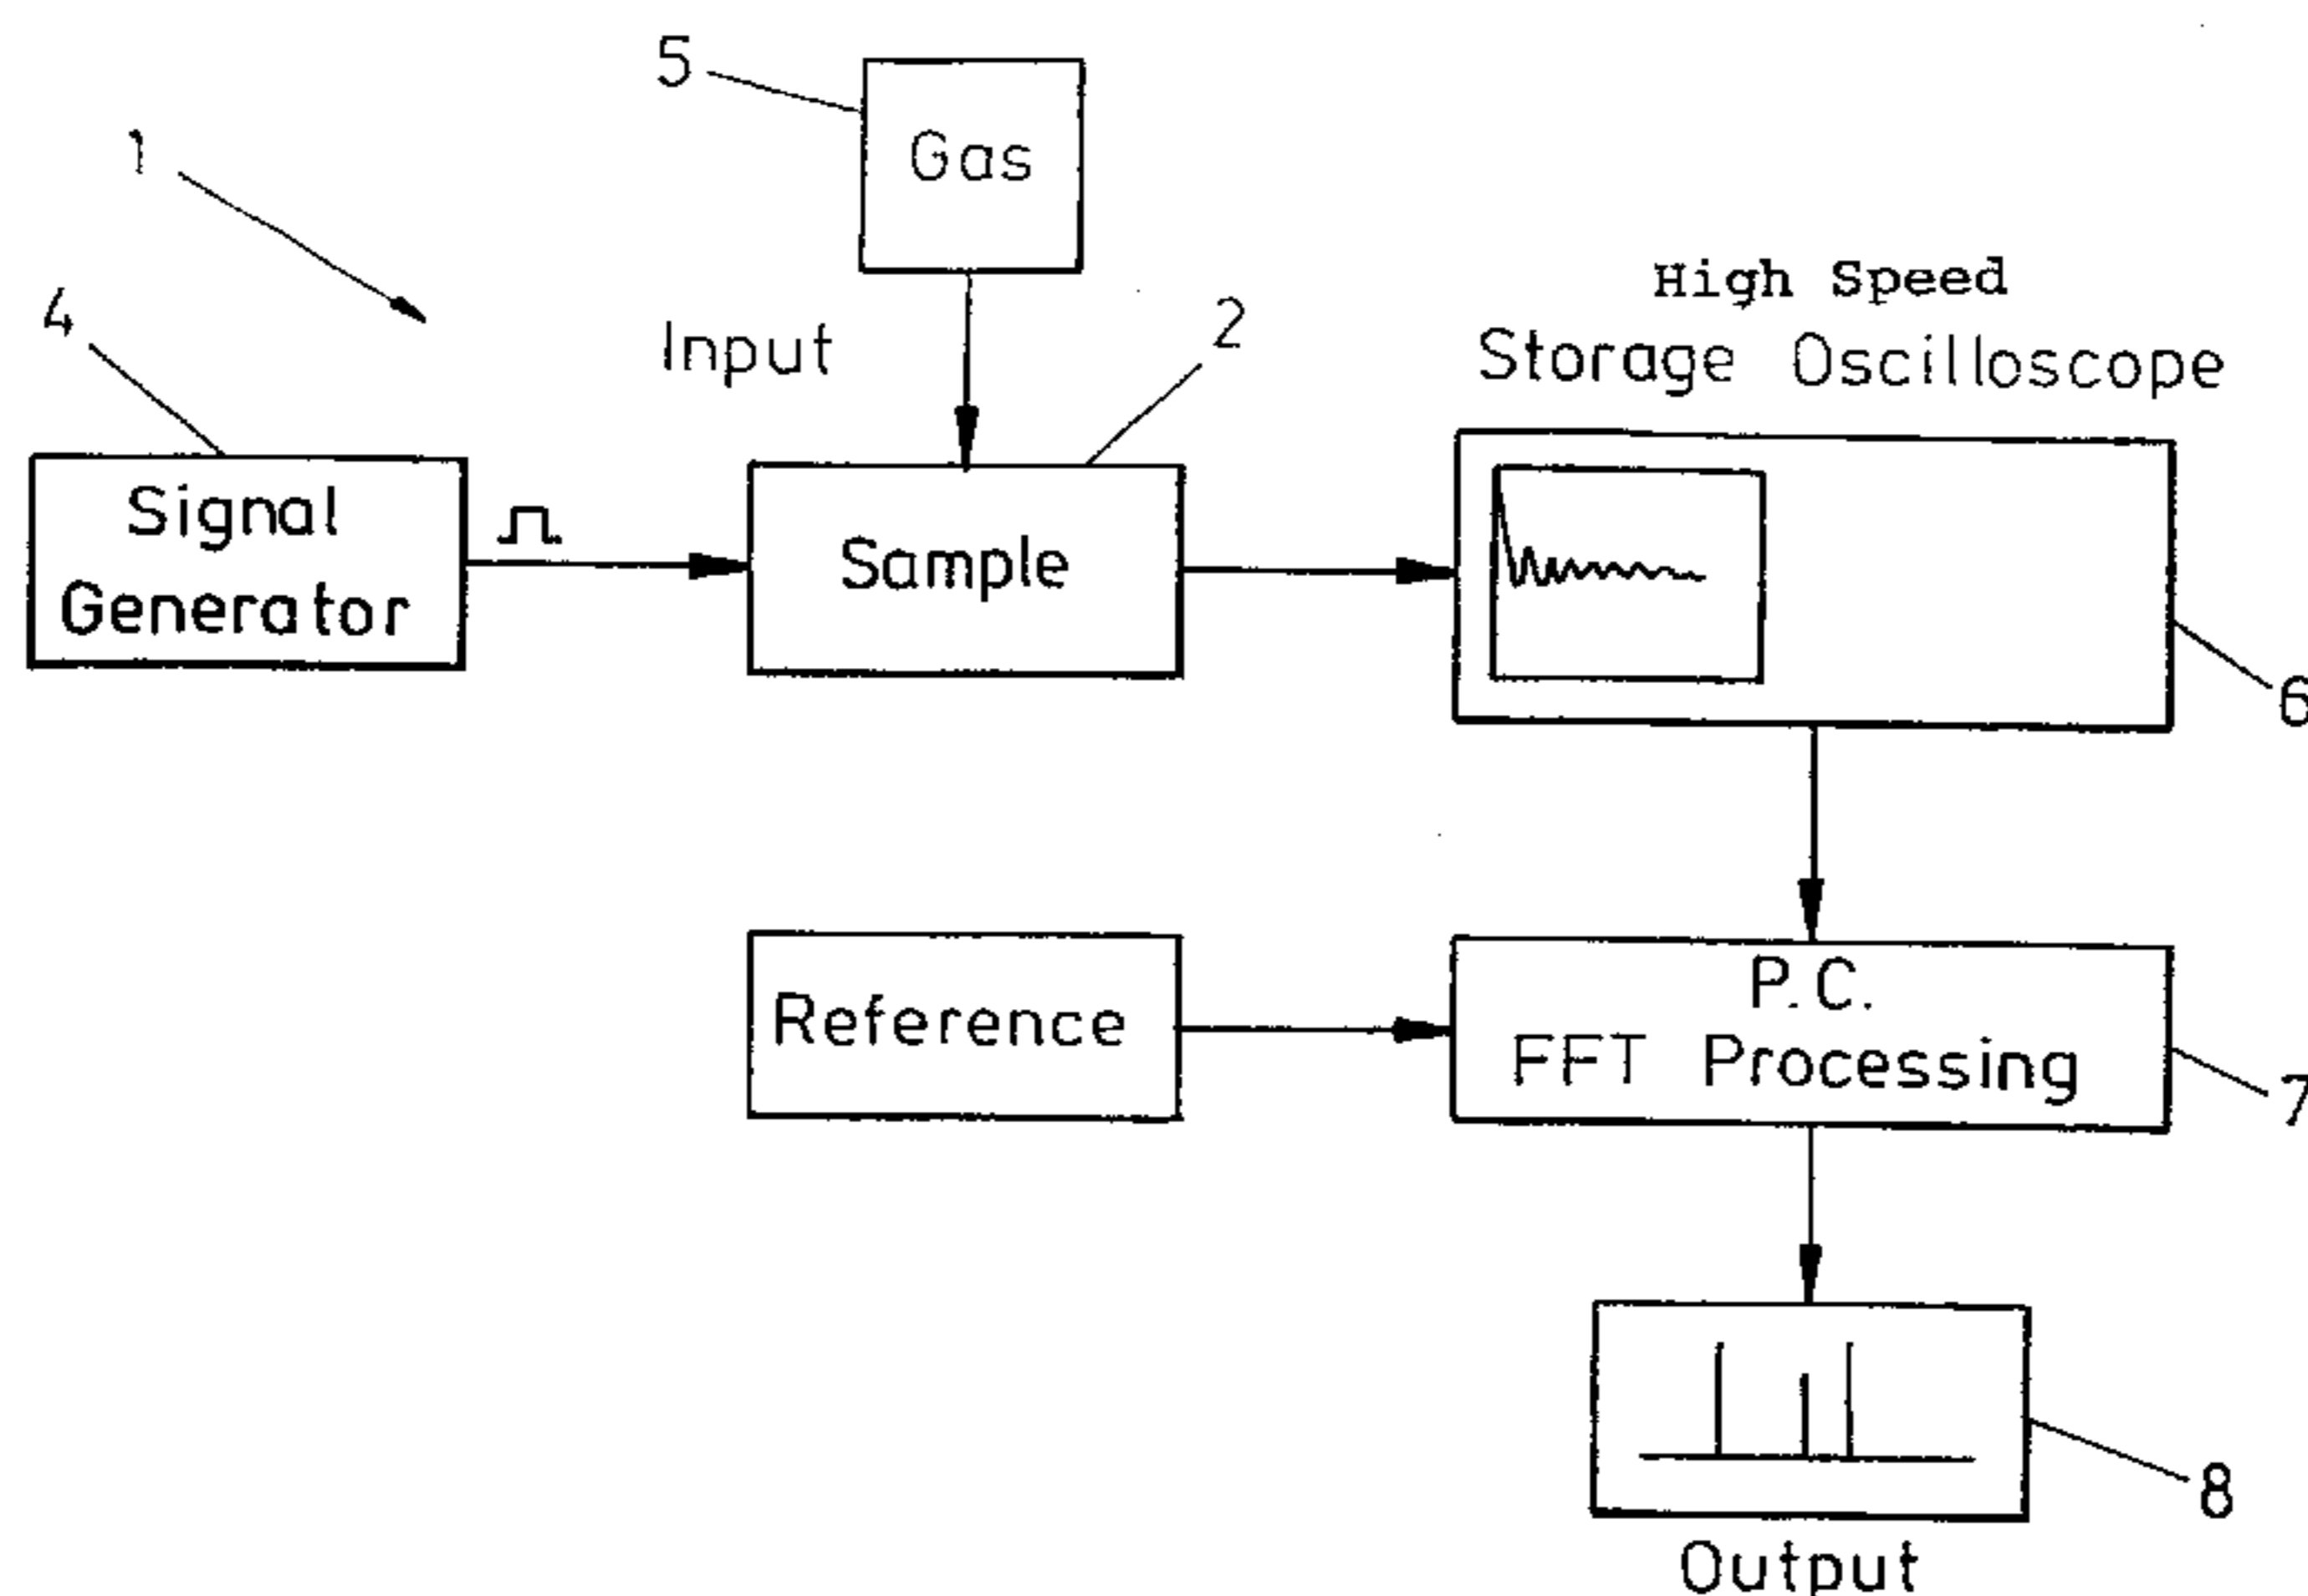 5
Gas
1
High Speed
4
Input
2
Storage Oscilloscope
Signal
Generator
Sample
6
P.C.
Reference
FFT Processing
7
8
Output